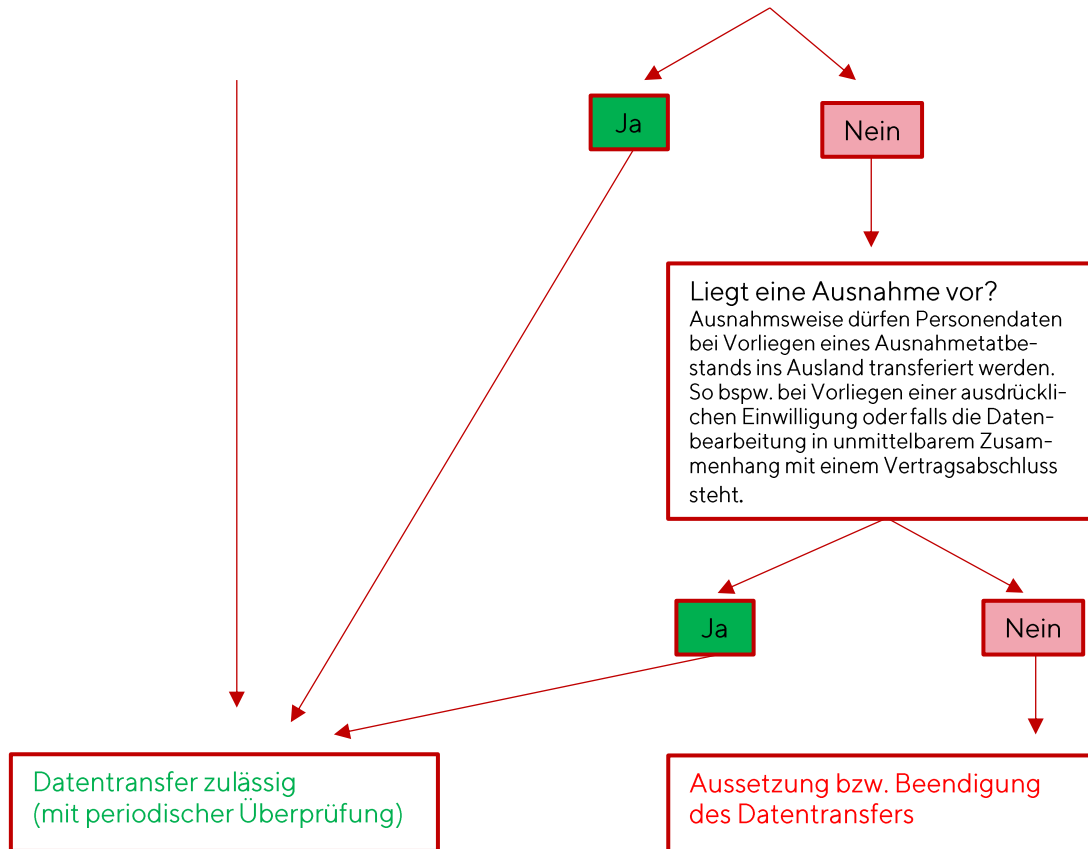 Ja
Nein
Liegt eine Ausnahme vor?
Ausnahmsweise dürfen Personendaten
bei Vorliegen eines Ausnahmetatbe-
stands ins Ausland transferiert werden.
So bspw. bei Vorliegen einer ausdrückli-
chen Einwilligung oder falls die Daten-
bearbeitung in unmittelbarem Zusam-
menhang mit einem Vertragsabschluss
steht.
Ja
Nein
Datentransfer zulässig
(mit periodischer Überprüfung)
Aussetzung bzw. Beendigung
des Datentransfers